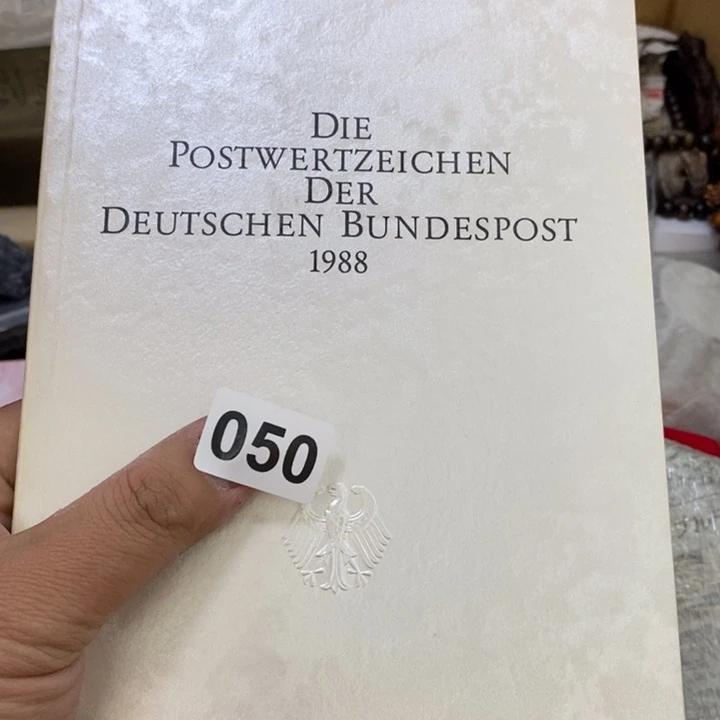 DIE
POSTWERTZEICHEN
DER
DEUTSCHEN BUNDESPOST
1988
050